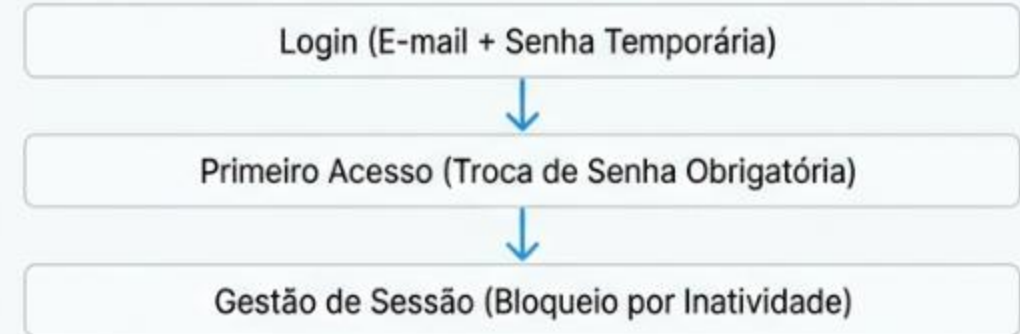 Login (E-mail + Senha Temporária)
Primeiro Acesso (Troca de Senha Obrigatória)
Gestão de Sessão (Bloqueio por Inatividade)